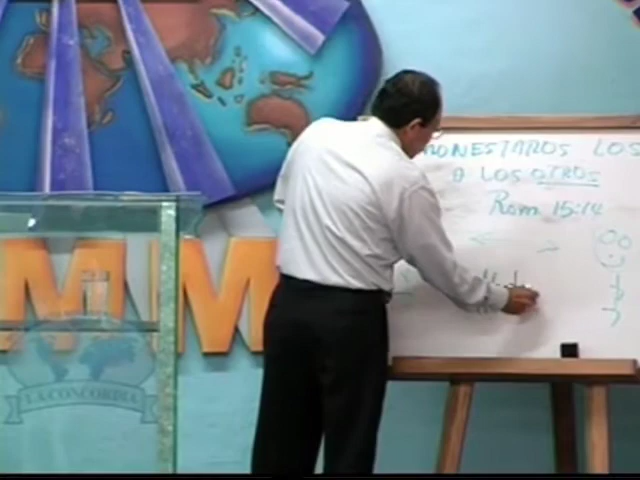 MONESTAROS LOS
A LOS OTROS
Rom 15:14
MM
LA CONCORDIA